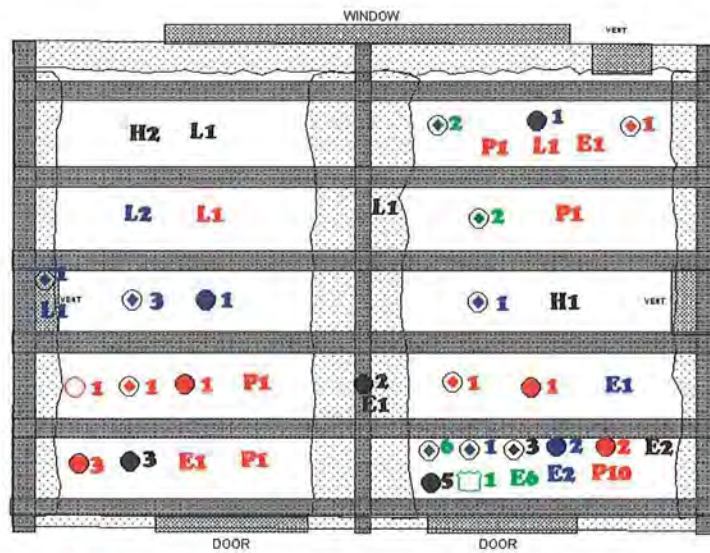 WINDOW
VENT
H2 L1
2 1 1
P1 L1 E1
L2 L1
L1
2 P1
1
L1 VENT
3 1
1 H1 VENT
1 1 1 P1
2
E1
1 1 E1
3 3 E1 P1
6 1 3 2 2 E2
5 1 E6 E2 P10
DOOR DOOR